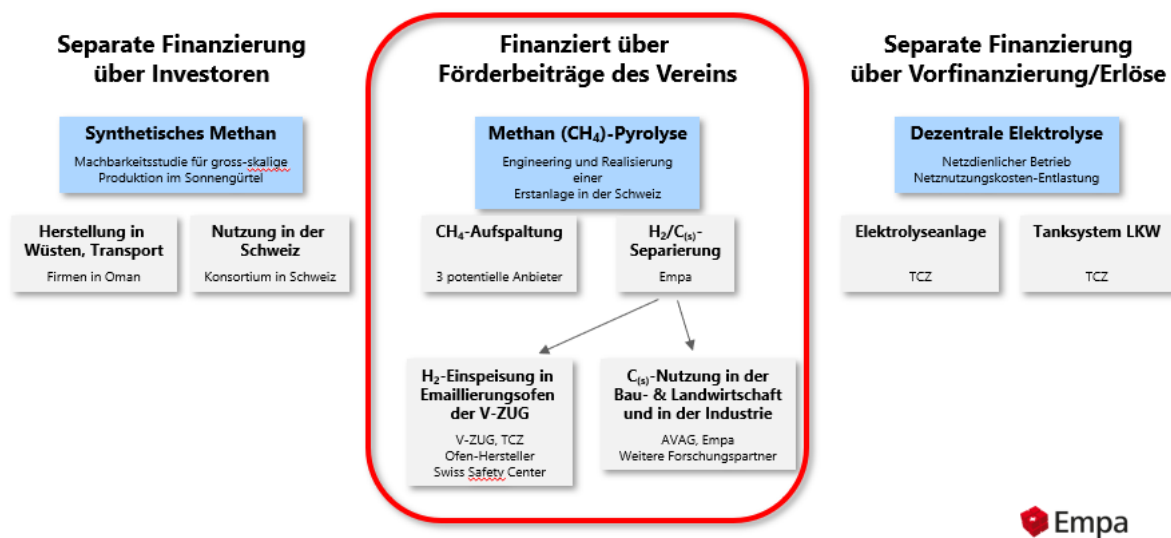 Separate Finanzierung
über Investoren
Synthetisches Methan
Machbarkeitsstudie für gross-skalige
Produktion im Sonnengürtel
Herstellung in
Wüsten, Transport
Firmen in Oman
Nutzung in der
Schweiz
Konsortium in Schweiz
Finanziert über
Förderbeiträge des Vereins
Methan (CH₄)-Pyrolyse
Engineering und Realisierung
einer
Erstanlage in der Schweiz
CH₄-Aufspaltung
3 potentielle Anbieter
H₂/C₍ₛ₎-
Separierung
Empa
H₂-Einspeisung in
Emaillierungsofen
der V-ZUG
V-ZUG, TCZ
Ofen-Hersteller
Swiss Safety Center
C₍ₛ₎-Nutzung in der
Bau- & Landwirtschaft
und in der Industrie
AVAG, Empa
Weitere Forschungspartner
Separate Finanzierung
über Vorfinanzierung/Erlöse
Dezentrale Elektrolyse
Netzdienlicher Betrieb
Netznutzungskosten-Entlastung
Elektrolyseanlage
TCZ
Tanksystem LKW
TCZ
Empa